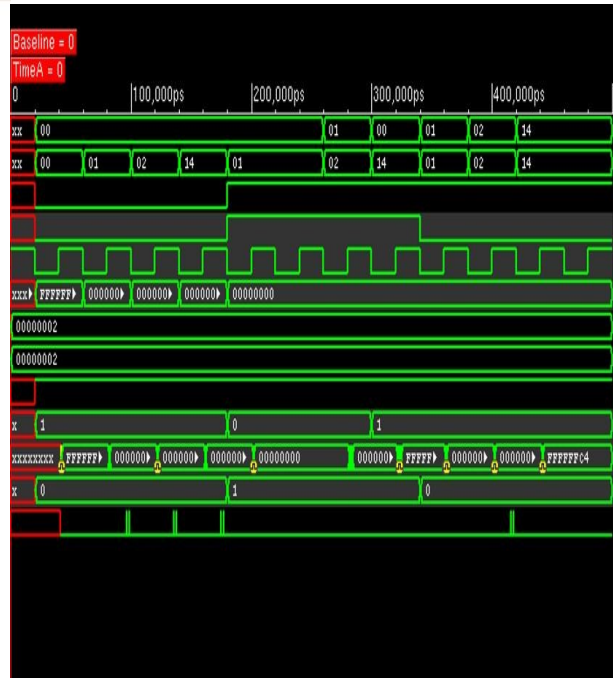 Baseline = 0
TimeA = 0
0 100,000ps 200,000ps 300,000ps 400,000ps
xx 00 01 00 01 02 14
xx 00 01 02 14 01 02 14 01 02 14
xxx FFFFFF 000000 000000 000000 00000000
00000002
00000002
x 1 0 1
xxxxxxxx FFFFFF 000000 000000 000000 00000000 000000 FFFFF 000000 000000 FFFFFFc4
x 0 1 0